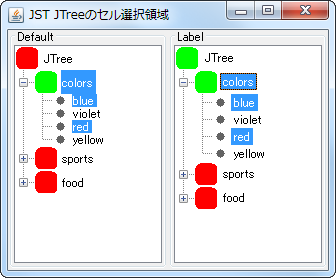 JST JTreeのセル選択領域
Default
JTree
colors
blue
violet
red
yellow
sports
food
Label
JTree
colors
blue
violet
red
yellow
sports
food